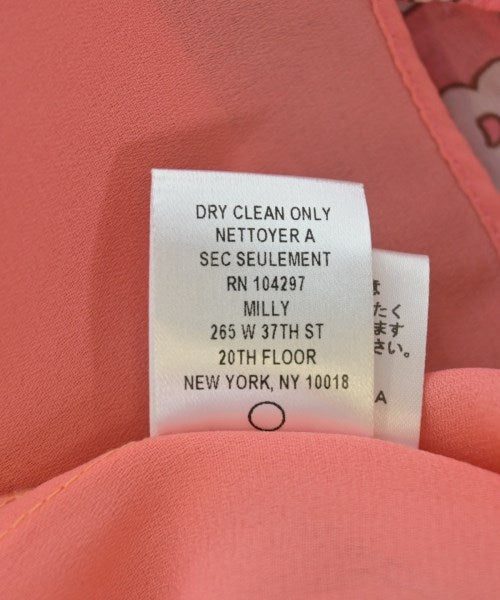 DRY CLEAN ONLY
NETTOYER A
SEC SEULEMENT
RN 104297
MILLY
265 W 37TH ST
20TH FLOOR
NEW YORK, NY 10018
たく
ます
さい。
A